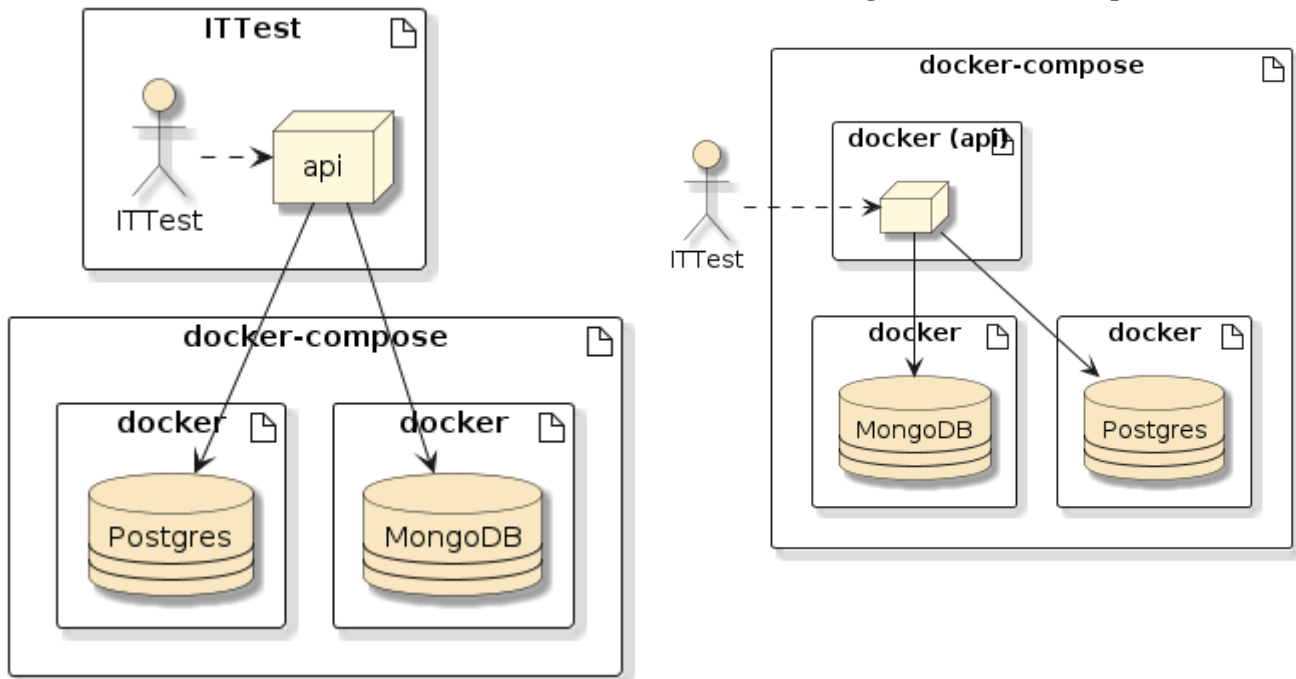 ITTest
api
ITTest
docker-compose
docker
docker
Postgres
MongoDB
docker-compose
docker (api)
ITTest
docker
docker
MongoDB
Postgres